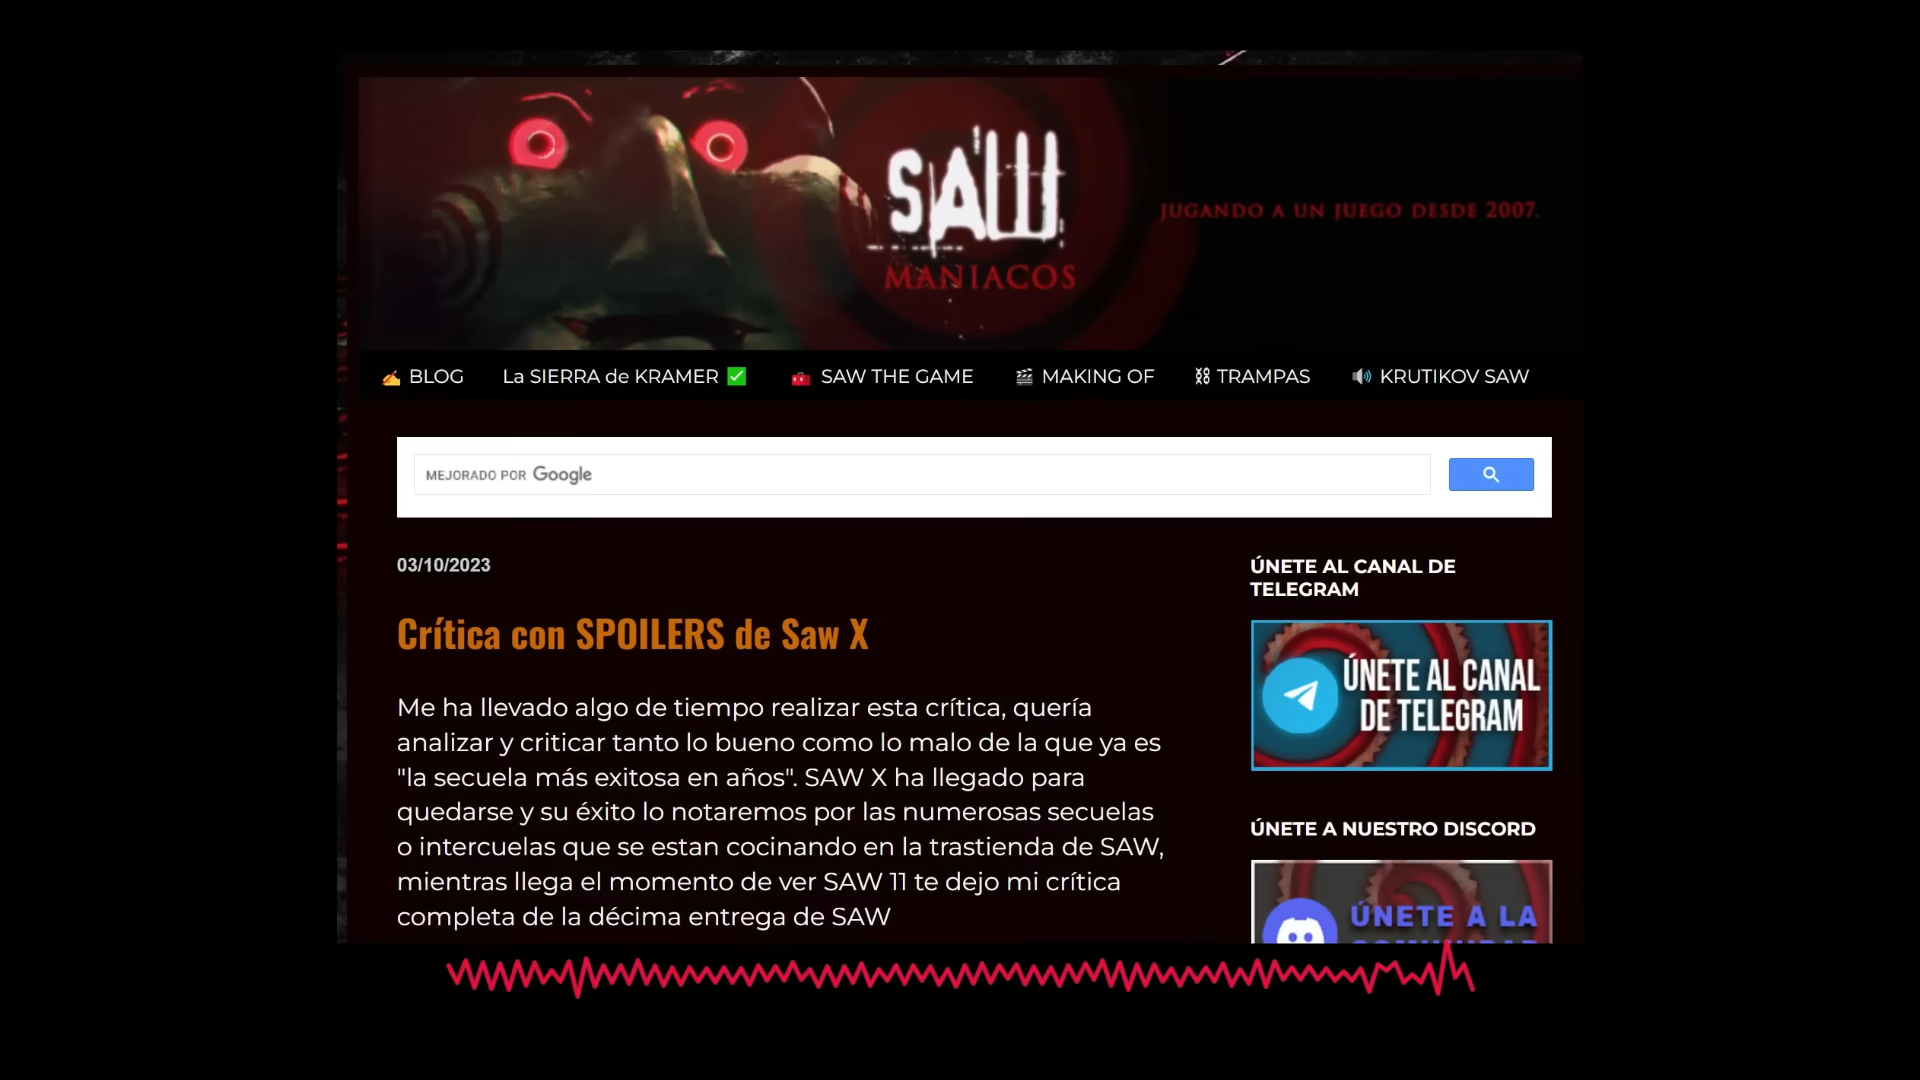 SAW
MANIACOS
JUGANDO A UN JUEGO DESDE 2007.
BLOG
La SIERRA de KRAMER
SAW THE GAME
MAKING OF
TRAMPAS
KRUTIKOV SAW
MEJORADO POR Google
03/10/2023
Crítica con SPOILERS de Saw X
Me ha llevado algo de tiempo realizar esta crítica, quería
analizar y criticar tanto lo bueno como lo malo de la que ya es
"la secuela más exitosa en años". SAW X ha llegado para
quedarse y su éxito lo notaremos por las numerosas secuelas
o intercuelas que se estan cocinando en la trastienda de SAW,
mientras llega el momento de ver SAW 11 te dejo mi crítica
completa de la décima entrega de SAW
ÚNETE AL CANAL DE
TELEGRAM
ÚNETE AL CANAL
DE TELEGRAM
ÚNETE A NUESTRO DISCORD
ÚNETE A LA